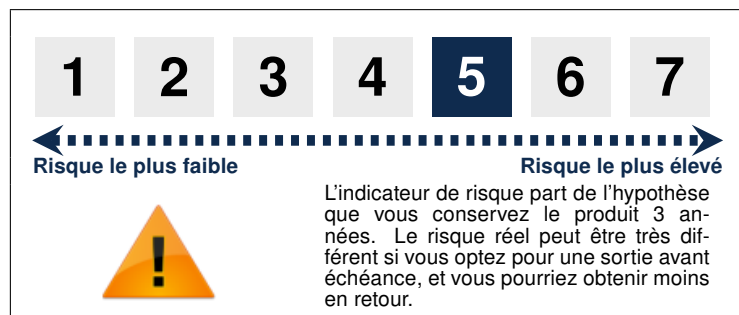 1 2 3 4 5 6 7
Risque le plus faible Risque le plus élevé
L'indicateur de risque part de l'hypothèse
que vous conservez le produit 3 an-
nées. Le risque réel peut être très dif-
férent si vous optez pour une sortie avant
échéance, et vous pourriez obtenir moins
en retour.